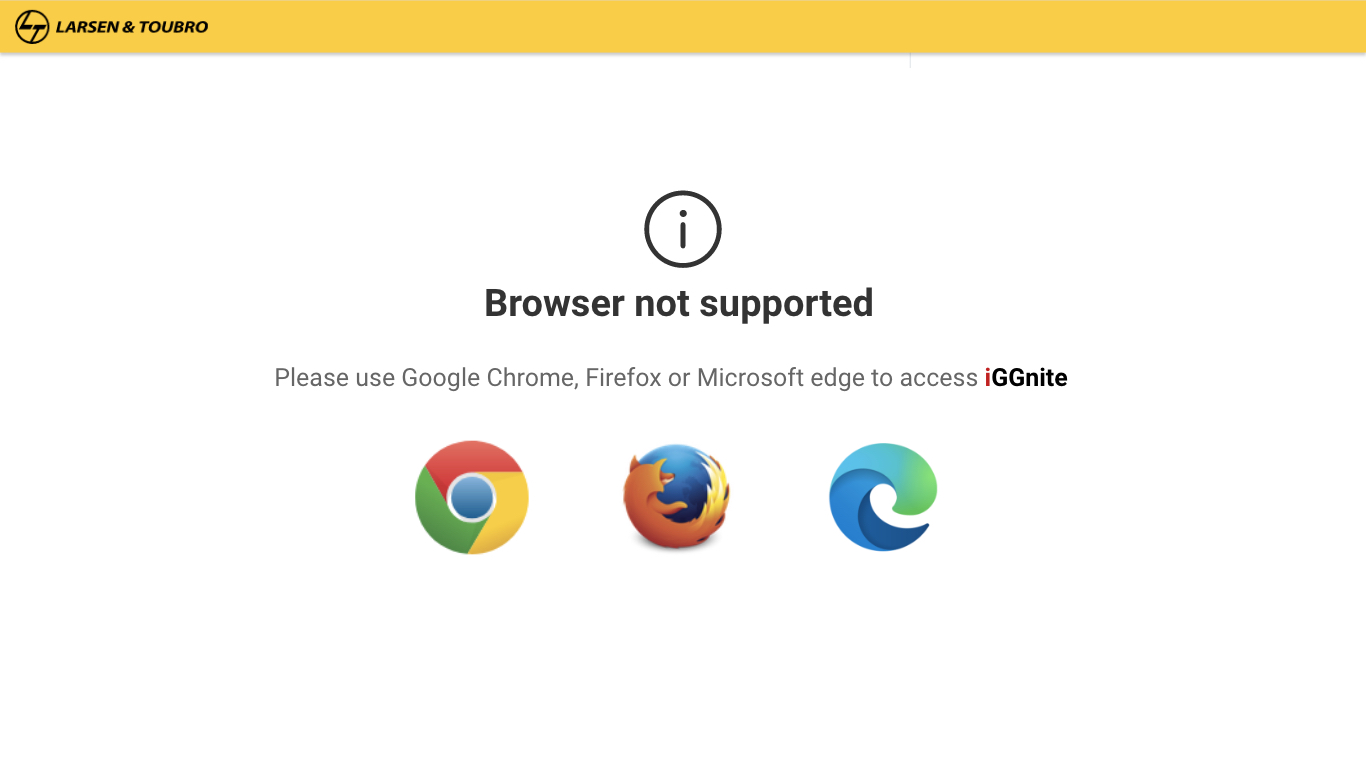 LARSEN & TOUBRO
Browser not supported
Please use Google Chrome, Firefox or Microsoft edge to access iGGnite